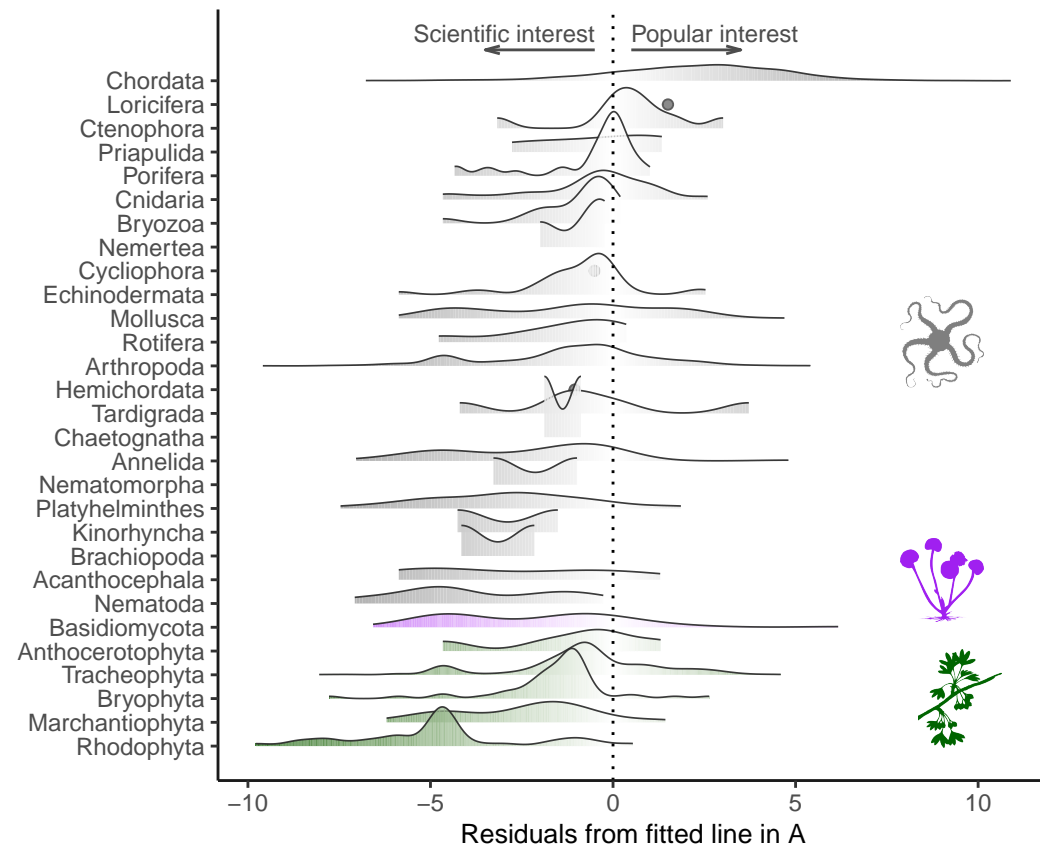 Scientific interest Popular interest
Chordata
Loricifera
Ctenophora
Priapulida
Porifera
Cnidaria
Bryozoa
Nemertea
Cycliophora
Echinodermata
Mollusca
Rotifera
Arthropoda
Hemichordata
Tardigrada
Chaetognatha
Annelida
Nematomorpha
Platyhelminthes
Kinorhyncha
Brachiopoda
Acanthocephala
Nematoda
Basidiomycota
Anthocerotophyta
Tracheophyta
Bryophyta
Marchantiophyta
Rhodophyta
−10 −5 0 5 10
Residuals from fitted line in A